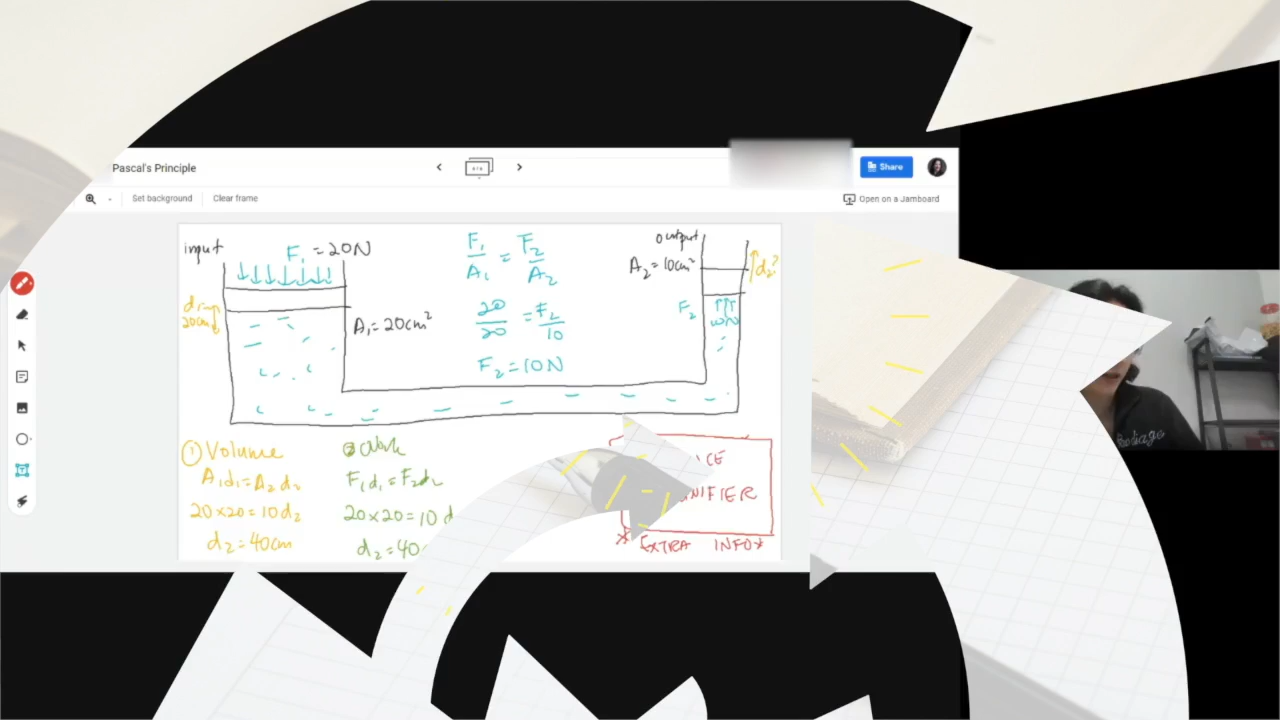 Pascal's Principle
Share
Set background
Clear frame
Open on a Jamboard
input
F₁ = 20N
F₁/A₁ = F₂/A₂
output
A₂ = 10cm²
d₂?
20cm
A₁ = 20cm²
20/20 = F₂/10
F₂
F₂ = 10N
① Volume
A₁d₁ = A₂d₂
F₁d₁ = F₂d₂
20 × 20 = 10 d₂
20 × 20 = 10 d
d₂ = 40cm
d₂ = 40
* EXTRA INFO *